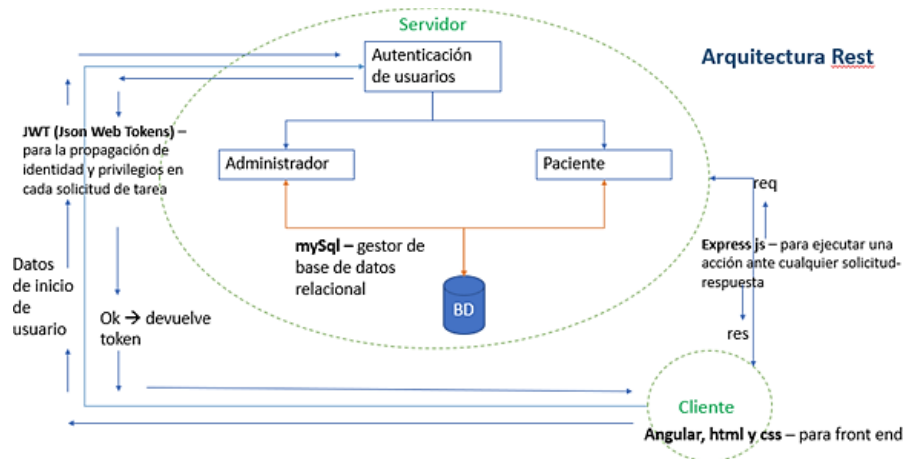 Servidor
Autenticación
de usuarios
Arquitectura Rest
JWT (Json Web Tokens) –
para la propagación de
identidad y privilegios en
cada solicitud de tarea
Administrador
Paciente
req
mySql – gestor de
base de datos
relacional
Express js – para ejecutar una
acción ante cualquier solicitud-
respuesta
Datos
de inicio
de
usuario
BD
Ok → devuelve
token
res
Cliente
Angular, html y css – para front end